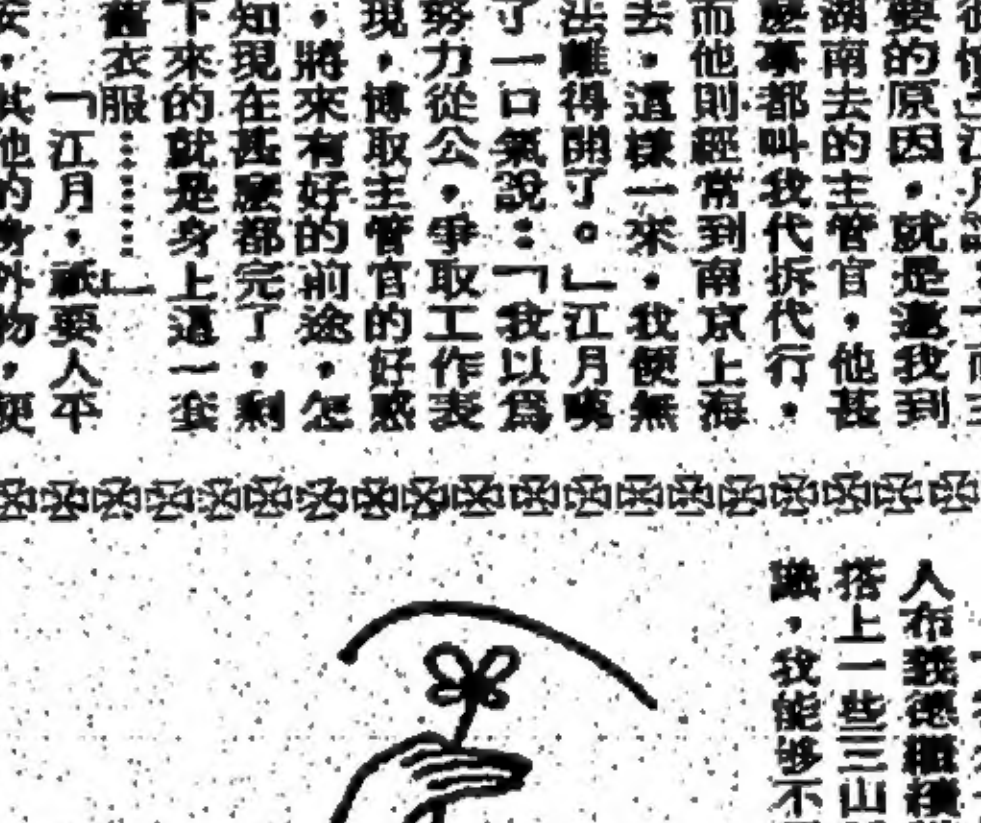 要的原因，就是邀我到
湖南去的主管官，他甚
麼事都叫我代拆代行，
而他則經常到南京上海
去，這樣一來，我便無
法離得開了。」江月嘆
了一口氣說：「我以爲
努力從公，爭取工作表
現，博取主管官的好感
，將來有好的前途，怎
知現在甚麼都完了，剩
下來的就是身上這一套
舊衣服………」
「江月，祇要人平
安，其他的身外物，便
人布
搭上一些三山
識，我能够不